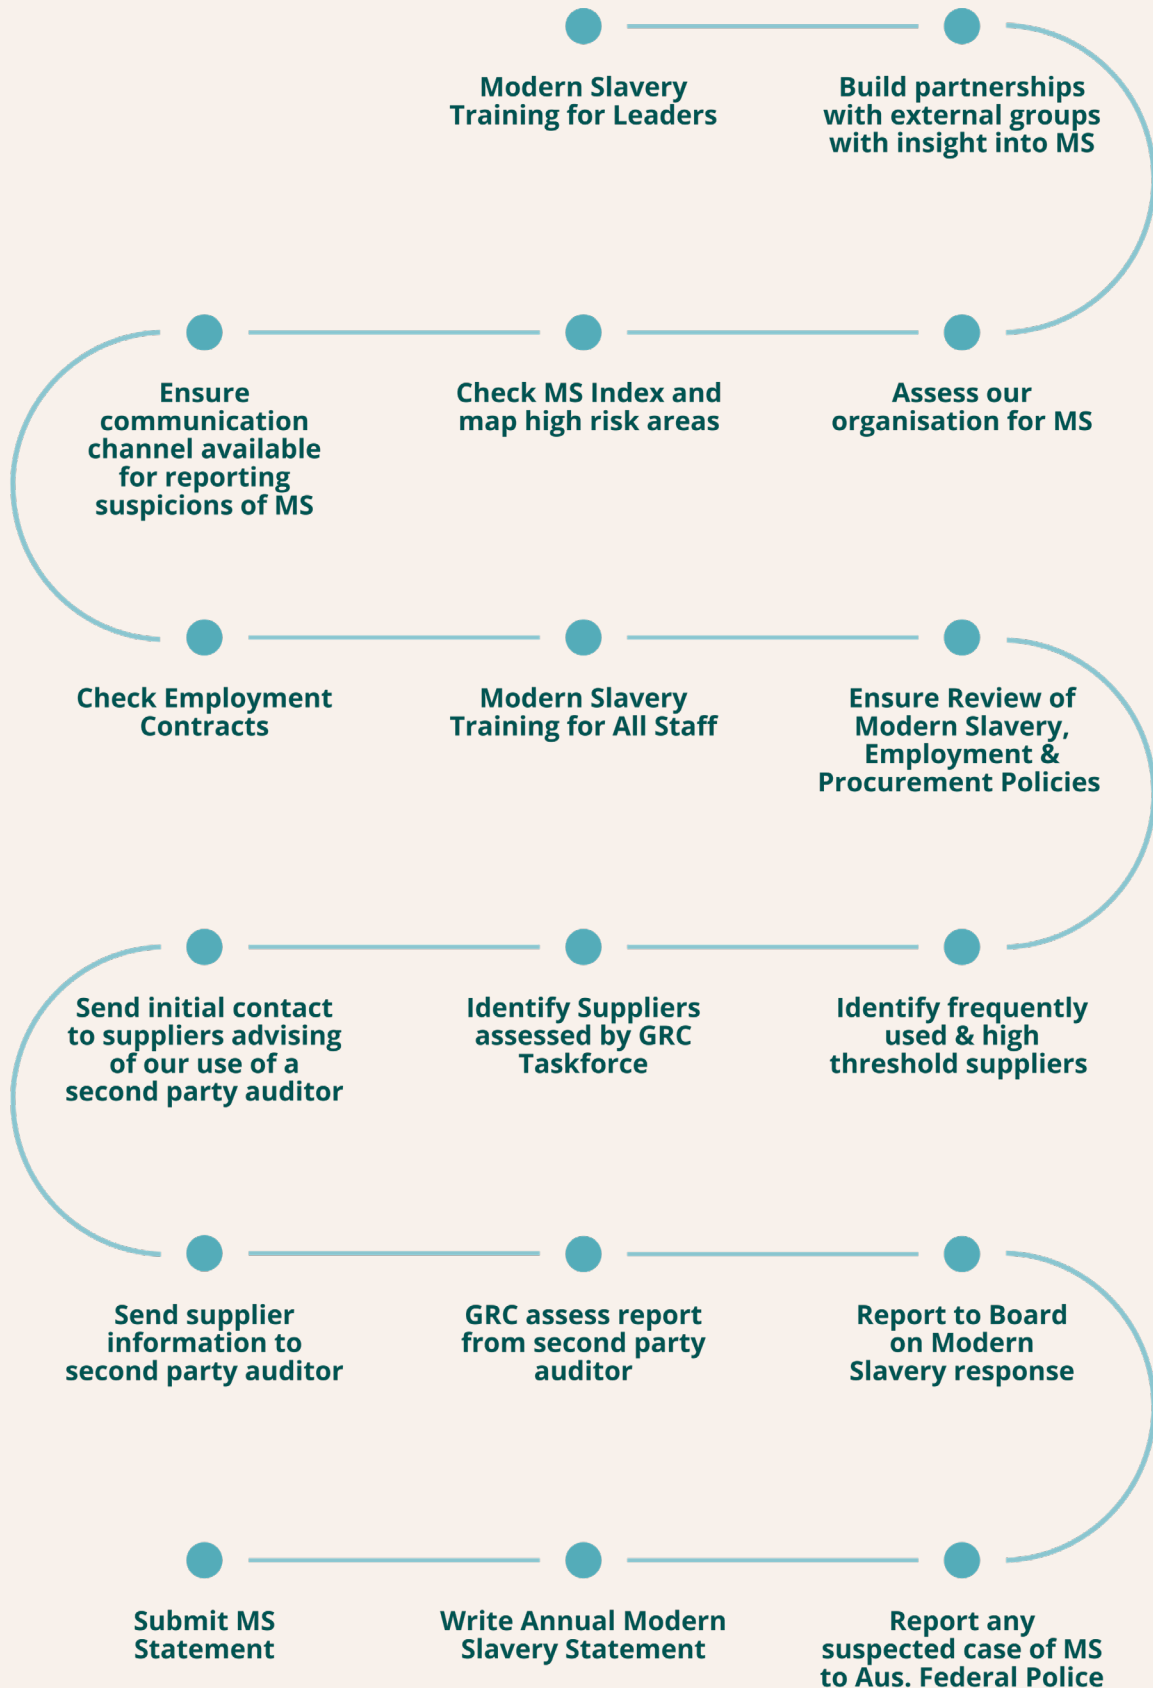 Modern Slavery
Training for Leaders
Build partnerships
with external groups
with insight into MS
Assess our
organisation for MS
Check MS Index and
map high risk areas
Ensure
communication
channel available
for reporting
suspicions of MS
Check Employment
Contracts
Modern Slavery
Training for All Staff
Ensure Review of
Modern Slavery,
Employment &
Procurement Policies
Identify frequently
used & high
threshold suppliers
Identify Suppliers
assessed by GRC
Taskforce
Send initial contact
to suppliers advising
of our use of a
second party auditor
Send supplier
information to
second party auditor
GRC assess report
from second party
auditor
Report to Board
on Modern
Slavery response
Report any
suspected case of MS
to Aus. Federal Police
Write Annual Modern
Slavery Statement
Submit MS
Statement